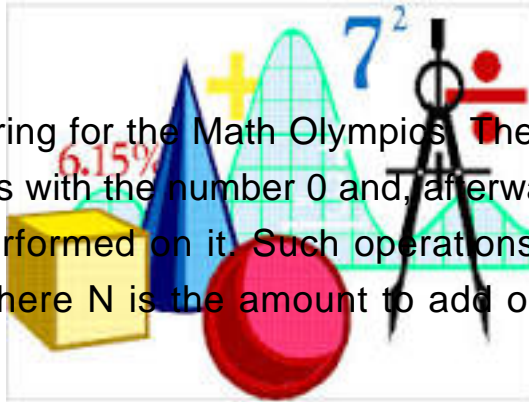 7²
6.15%
ring for the Math Olympics. The
s with the number 0 and, afterwa
erformed on it. Such operations
here N is the amount to add o